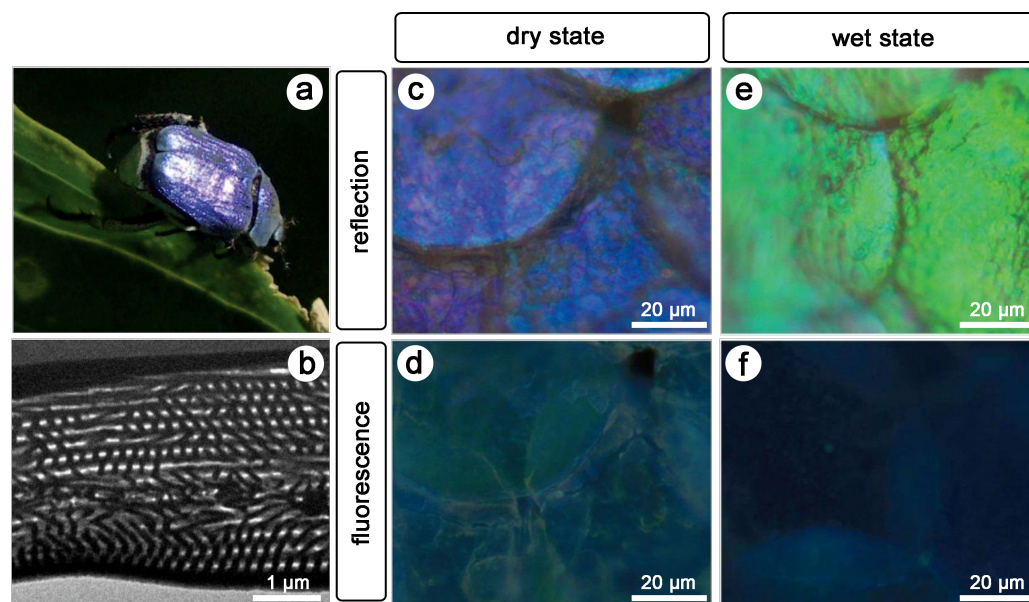 dry state
wet state
reflection
fluorescence
a
b
1 µm
c
20 µm
d
20 µm
e
20 µm
f
20 µm